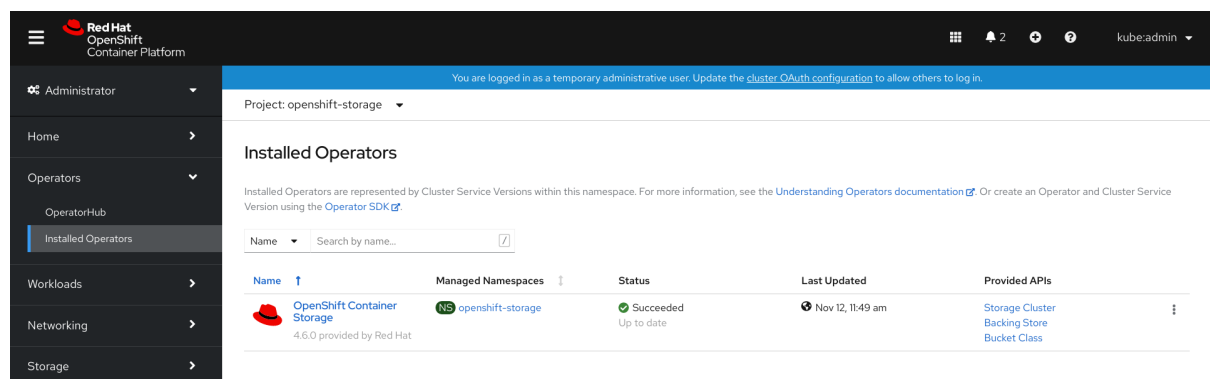 Red Hat
OpenShift
Container Platform
2
kube:admin
You are logged in as a temporary administrative user. Update the cluster OAuth configuration to allow others to log in.
Administrator
Project: openshift-storage
Home
Operators
OperatorHub
Installed Operators
Workloads
Networking
Storage
Installed Operators
Installed Operators are represented by Cluster Service Versions within this namespace. For more information, see the Understanding Operators documentation. Or create an Operator and Cluster Service
Version using the Operator SDK.
Name Search by name... /
Name Managed Namespaces Status Last Updated Provided APIs
OpenShift Container NS openshift-storage Succeeded Nov 12, 11:49 am Storage Cluster
Storage Up to date Backing Store
4.6.0 provided by Red Hat Bucket Class